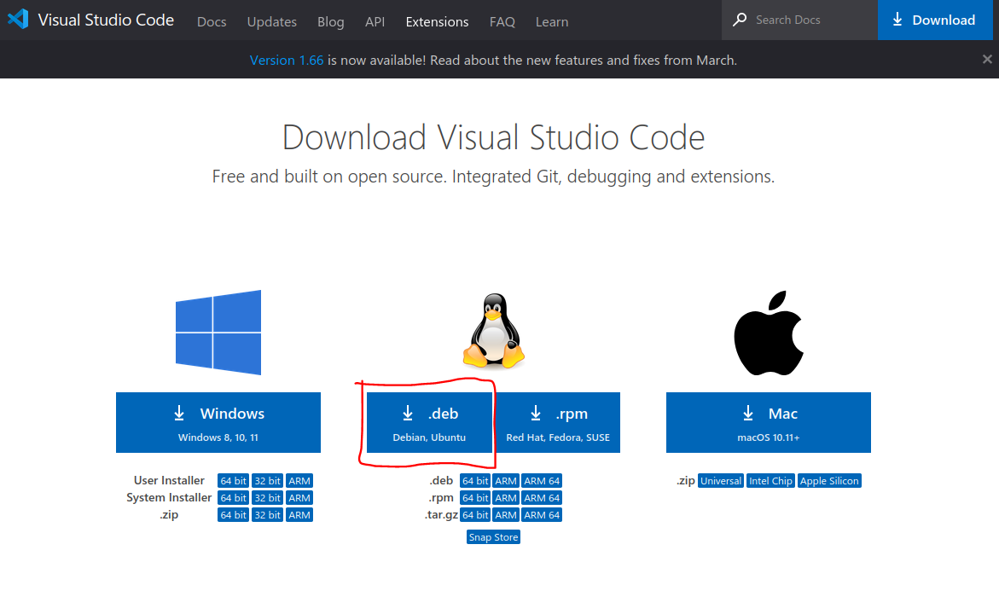 Visual Studio Code Docs Updates Blog API Extensions FAQ Learn Search Docs Download
Version 1.66 is now available! Read about the new features and fixes from March.
Download Visual Studio Code
Free and built on open source. Integrated Git, debugging and extensions.
Windows
Windows 8, 10, 11
User Installer 64 bit 32 bit ARM
System Installer 64 bit 32 bit ARM
.zip 64 bit 32 bit ARM
.deb
Debian, Ubuntu
.rpm
Red Hat, Fedora, SUSE
.deb 64 bit ARM ARM 64
.rpm 64 bit ARM ARM 64
.tar.gz 64 bit ARM ARM 64
Snap Store
Mac
macOS 10.11+
.zip Universal Intel Chip Apple Silicon